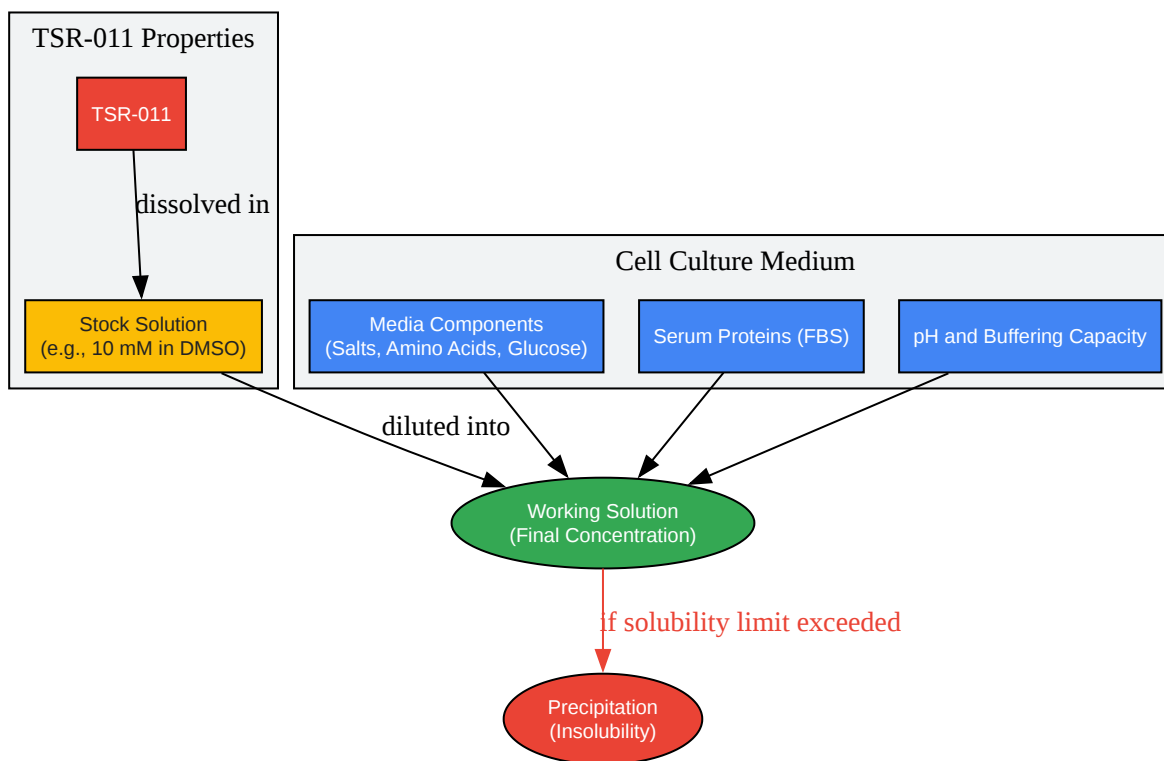 TSR-011 Properties
TSR-011
dissolved in
Cell Culture Medium
Stock Solution
(e.g., 10 mM in DMSO)
Media Components
(Salts, Amino Acids, Glucose)
Serum Proteins (FBS)
pH and Buffering Capacity
diluted into
Working Solution
(Final Concentration)
if solubility limit exceeded
Precipitation
(Insolubility)